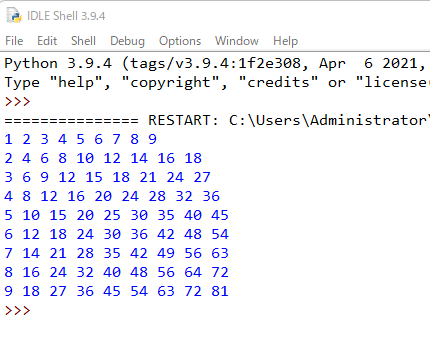 IDLE Shell 3.9.4
File Edit Shell Debug Options Window Help
Python 3.9.4 (tags/v3.9.4:1f2e308, Apr  6 2021,
Type "help", "copyright", "credits" or "license(
>>>
=============== RESTART: C:\Users\Administrator\
1 2 3 4 5 6 7 8 9
2 4 6 8 10 12 14 16 18
3 6 9 12 15 18 21 24 27
4 8 12 16 20 24 28 32 36
5 10 15 20 25 30 35 40 45
6 12 18 24 30 36 42 48 54
7 14 21 28 35 42 49 56 63
8 16 24 32 40 48 56 64 72
9 18 27 36 45 54 63 72 81
>>>